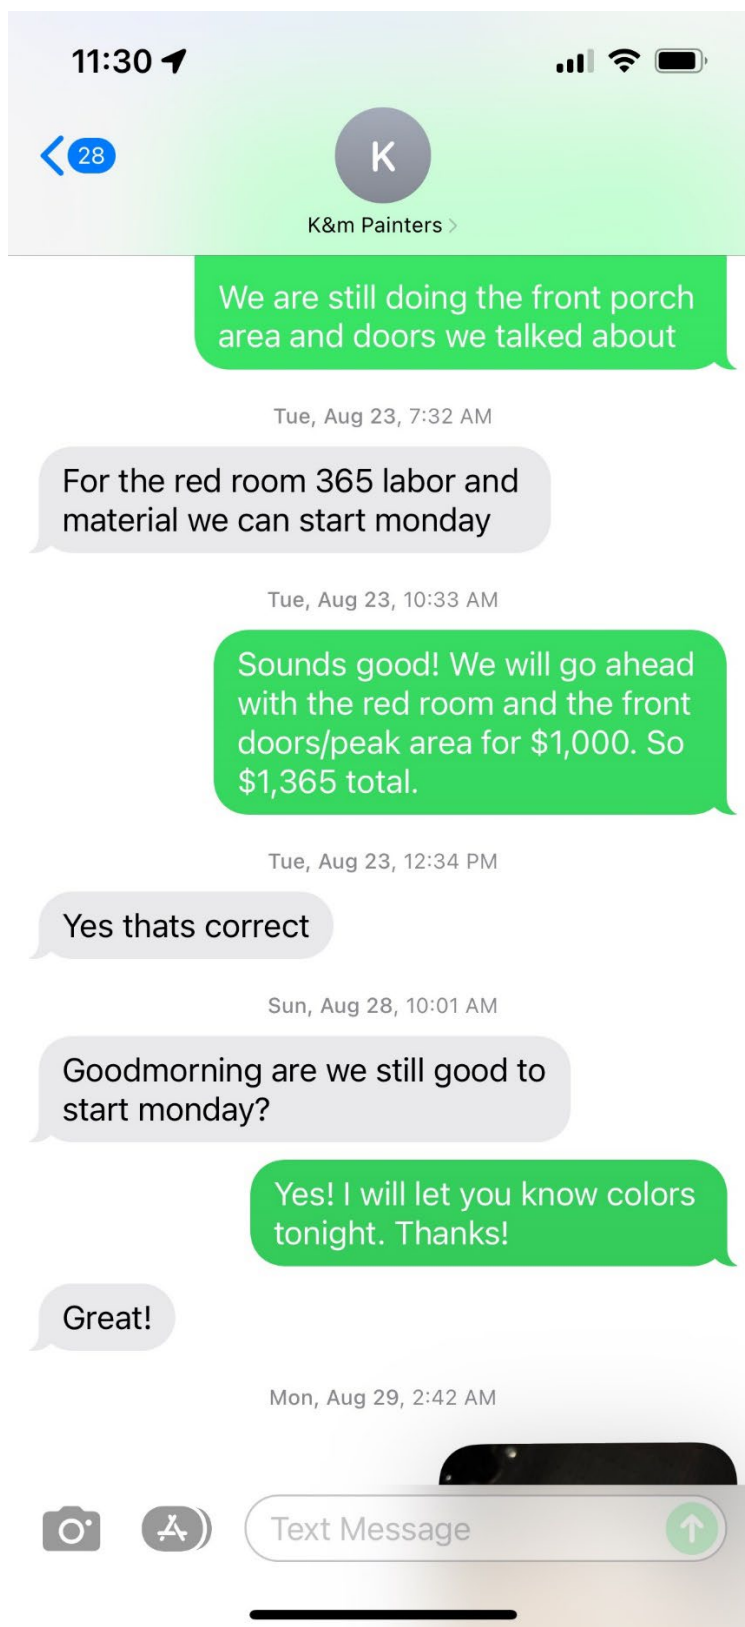 11:30
28
K
K&m Painters
We are still doing the front porch
area and doors we talked about
Tue, Aug 23, 7:32 AM
For the red room 365 labor and
material we can start monday
Tue, Aug 23, 10:33 AM
Sounds good! We will go ahead
with the red room and the front
doors/peak area for $1,000. So
$1,365 total.
Tue, Aug 23, 12:34 PM
Yes thats correct
Sun, Aug 28, 10:01 AM
Goodmorning are we still good to
start monday?
Yes! I will let you know colors
tonight. Thanks!
Great!
Mon, Aug 29, 2:42 AM
Text Message